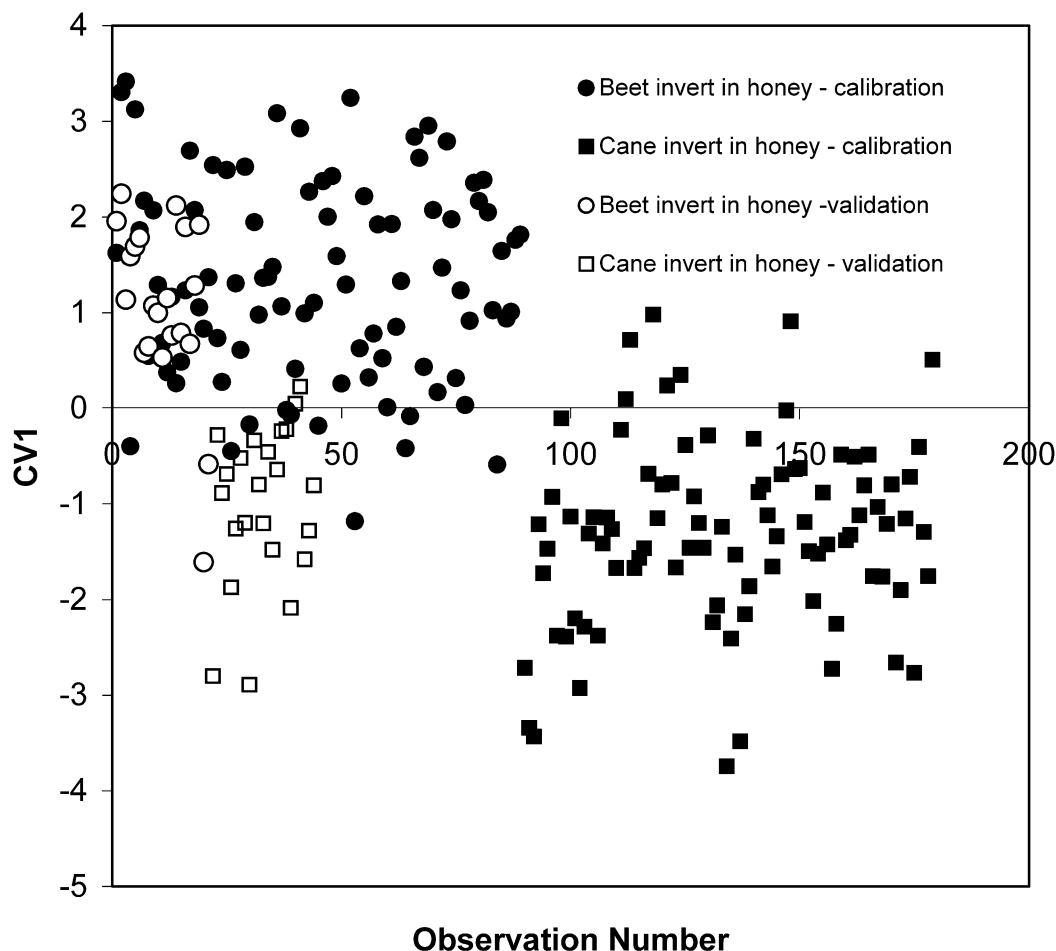 4
3
2
1
0
-1
-2
-3
-4
-5
0 50 100 150 200
CV1
Observation Number
Beet invert in honey - calibration
Cane invert in honey - calibration
Beet invert in honey -validation
Cane invert in honey - validation